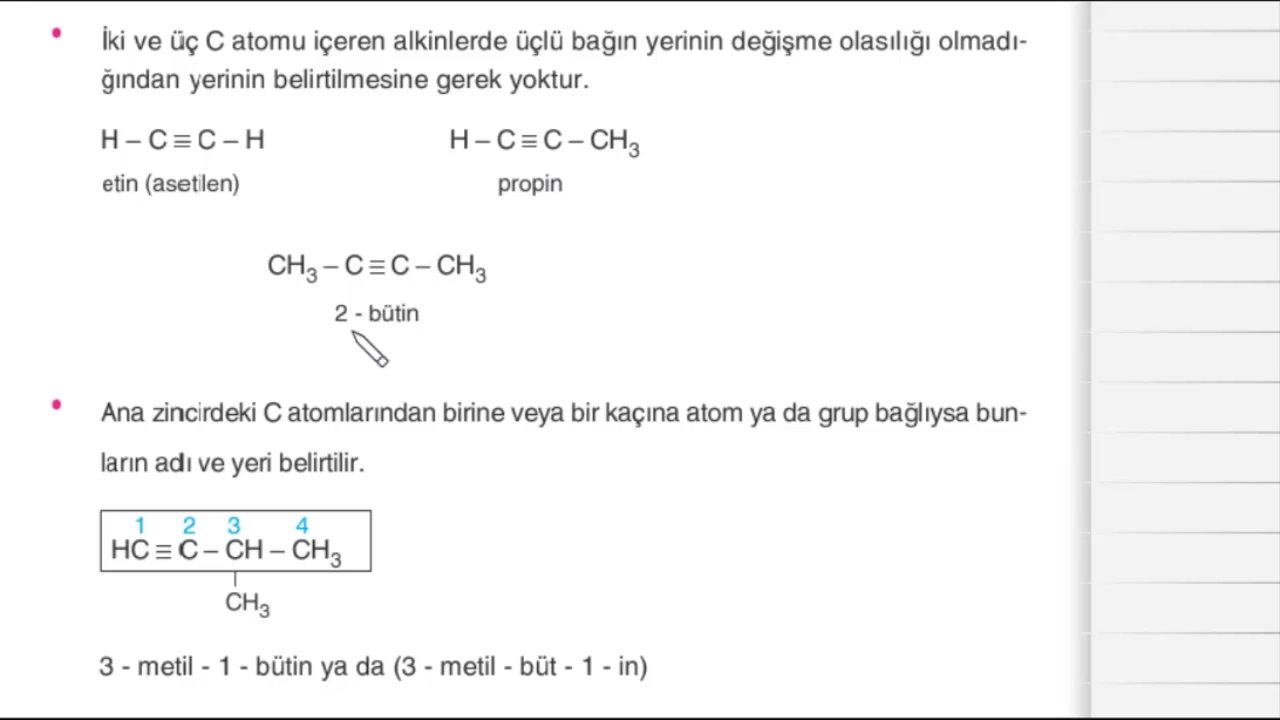 İki ve üç C atomu içeren alkinlerde üçlü bağın yerinin değişme olasılığı olmadı-
ğından yerinin belirtilmesine gerek yoktur.
H – C ≡ C – H H – C ≡ C – CH₃
etin (asetilen) propin
CH₃ – C ≡ C – CH₃
2 - bütin
Ana zincirdeki C atomlarından birine veya bir kaçına atom ya da grup bağlıysa bun-
ların adı ve yeri belirtilir.
1 2 3 4
HC ≡ C – CH – CH₃
CH₃
3 - metil - 1 - bütin ya da (3 - metil - büt - 1 - in)